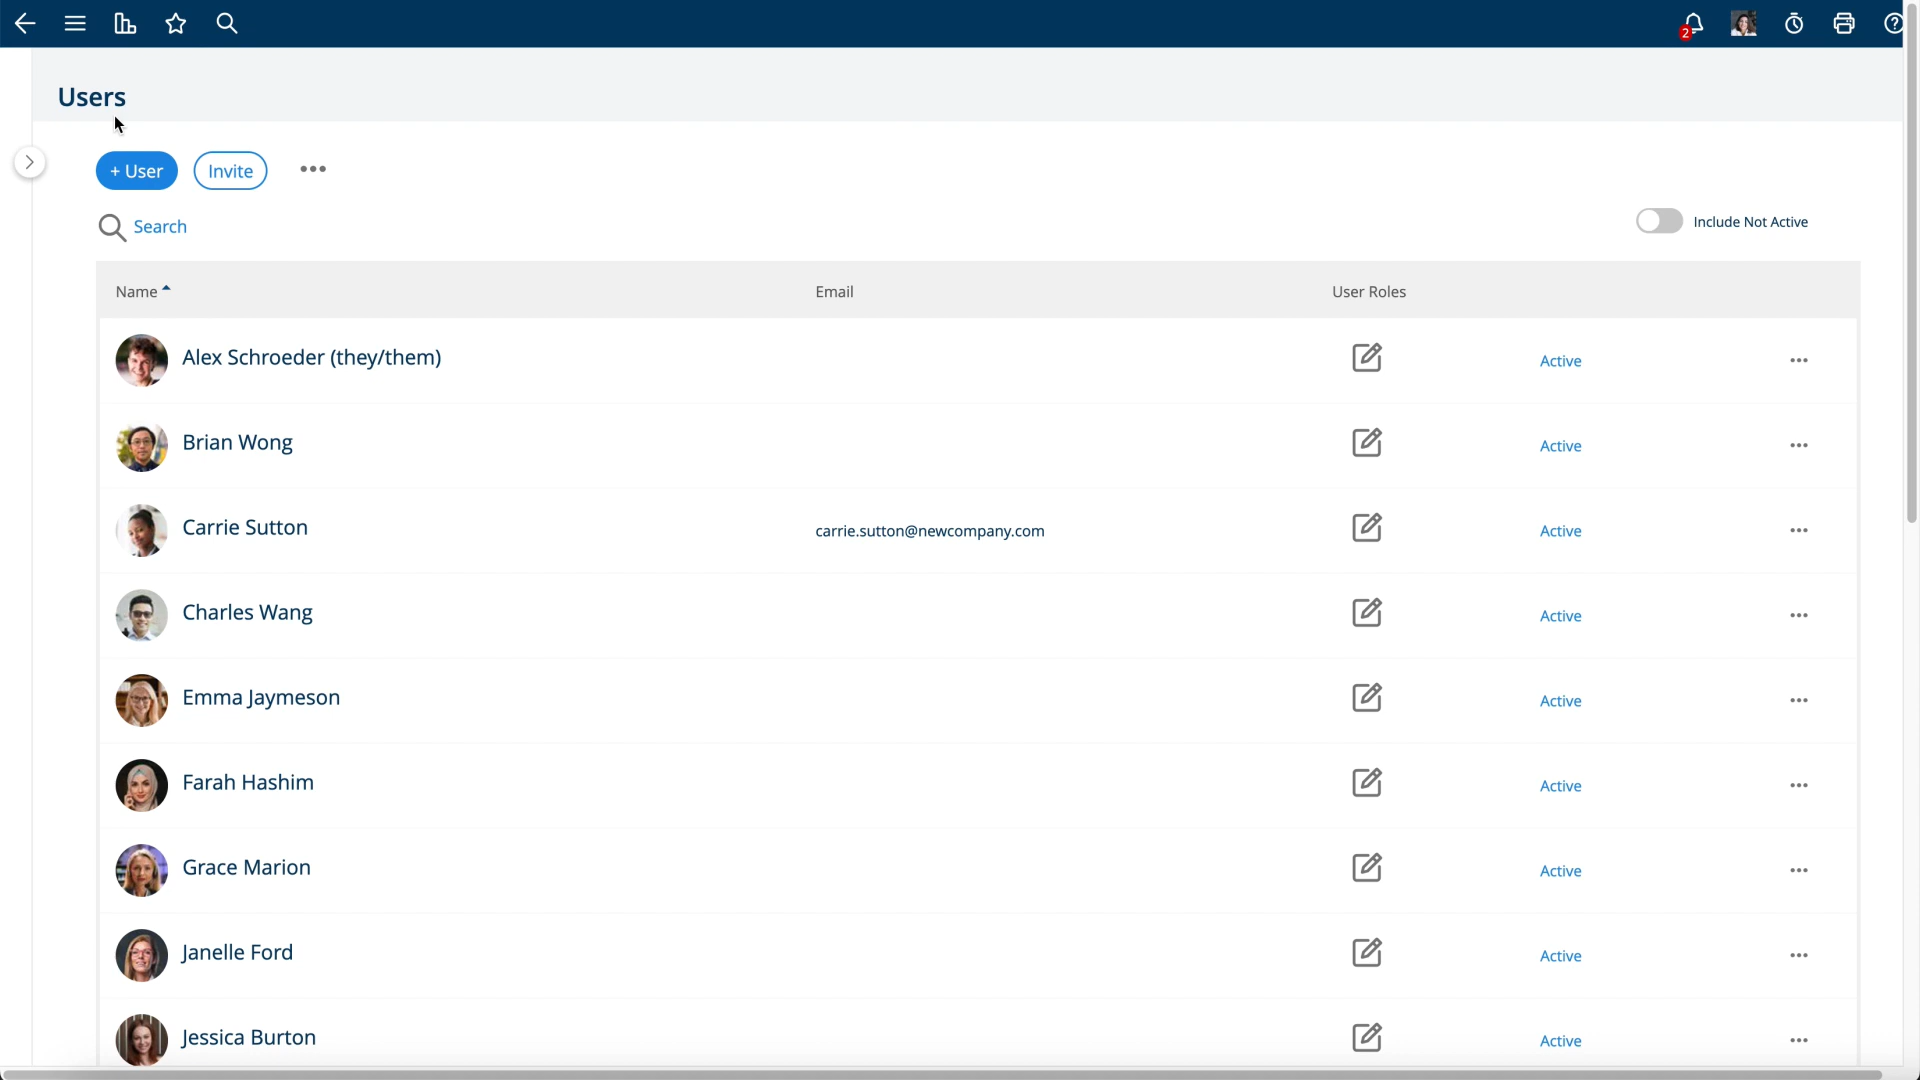 2
Users
+ User
Invite
Search
Include Not Active
Name
Email
User Roles
Alex Schroeder (they/them)
Active
Brian Wong
Active
Carrie Sutton
carrie.sutton@newcompany.com
Active
Charles Wang
Active
Emma Jaymeson
Active
Farah Hashim
Active
Grace Marion
Active
Janelle Ford
Active
Jessica Burton
Active